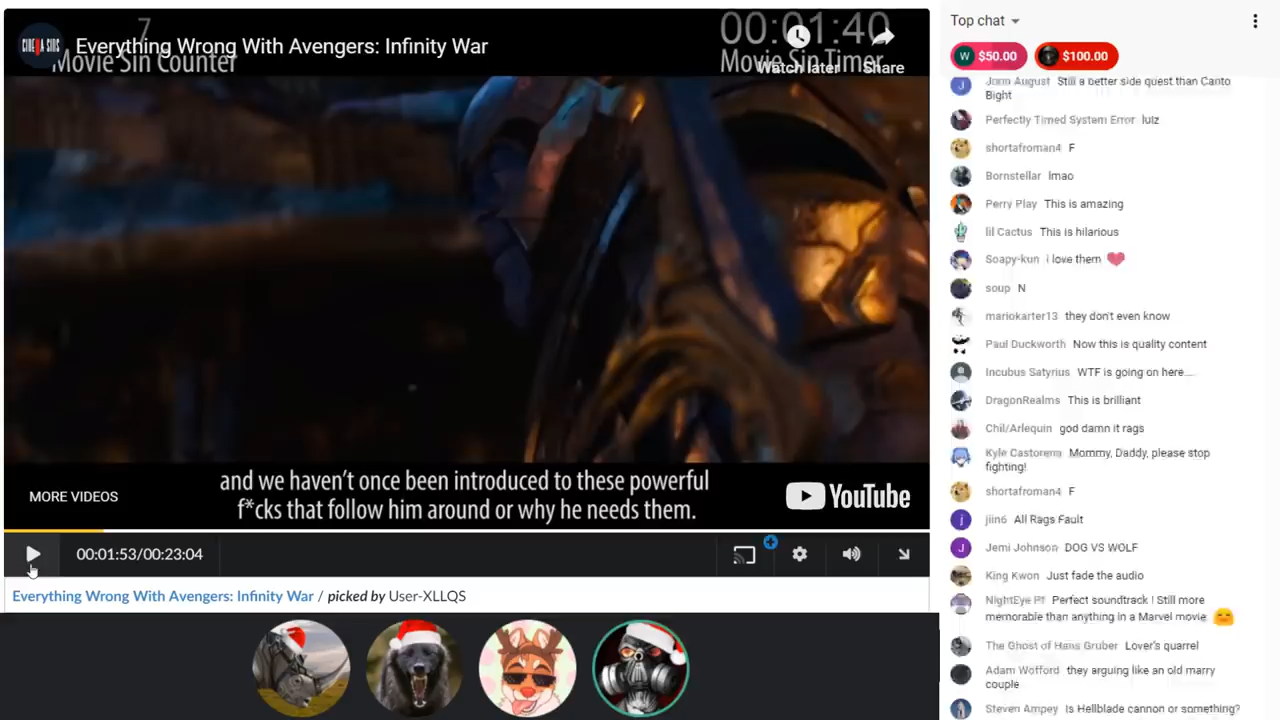 CINEMA SINS
Everything Wrong With Avengers: Infinity War
7
Movie Sin Counter
00:01:40
Movie Sin Timer
Watch later
Share
and we haven't once been introduced to these powerful
f*cks that follow him around or why he needs them.
MORE VIDEOS
YouTube
00:01:53/00:23:04
Everything Wrong With Avengers: Infinity War / picked by User-XLLQS
Top chat
W $50.00
$100.00
J John August Still a better side quest than Canto
Bight
Perfectly Timed System Error luiz
shortafroman4 F
Bornstellar lmao
Perry Play This is amazing
lil Cactus This is hilarious
Soapy-kun i love them
soup N
mariokarter13 they don't even know
Paul Duckworth Now this is quality content
Incubus Satyrius WTF is going on here....
DragonRealms This is brilliant
Chil/Arlequin god damn it rags
Kyle Castorena Mommy, Daddy, please stop
fighting!
shortafroman4 F
j jiin6 All Rags Fault
J Jemi Johnson DOG VS WOLF
King Kwon Just fade the audio
NightEye Perfect soundtrack ! Still more
memorable than anything in a Marvel movie
The Ghost of Hans Gruber Lover's quarrel
Adam Wofford they arguing like an old marry
couple
Steven Ampey Is Hellblade cannon or something?